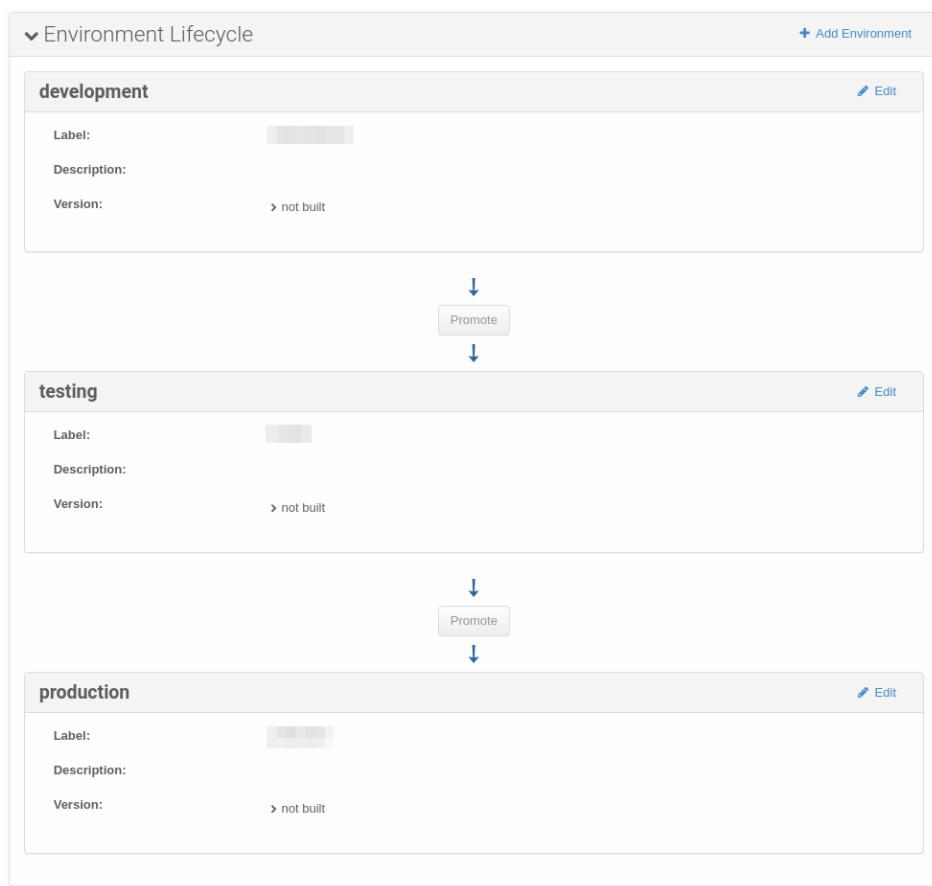 Environment Lifecycle
Add Environment
development
Edit
Label:
Description:
Version:
not built
Promote
testing
Edit
Label:
Description:
Version:
not built
Promote
production
Edit
Label:
Description:
Version:
not built